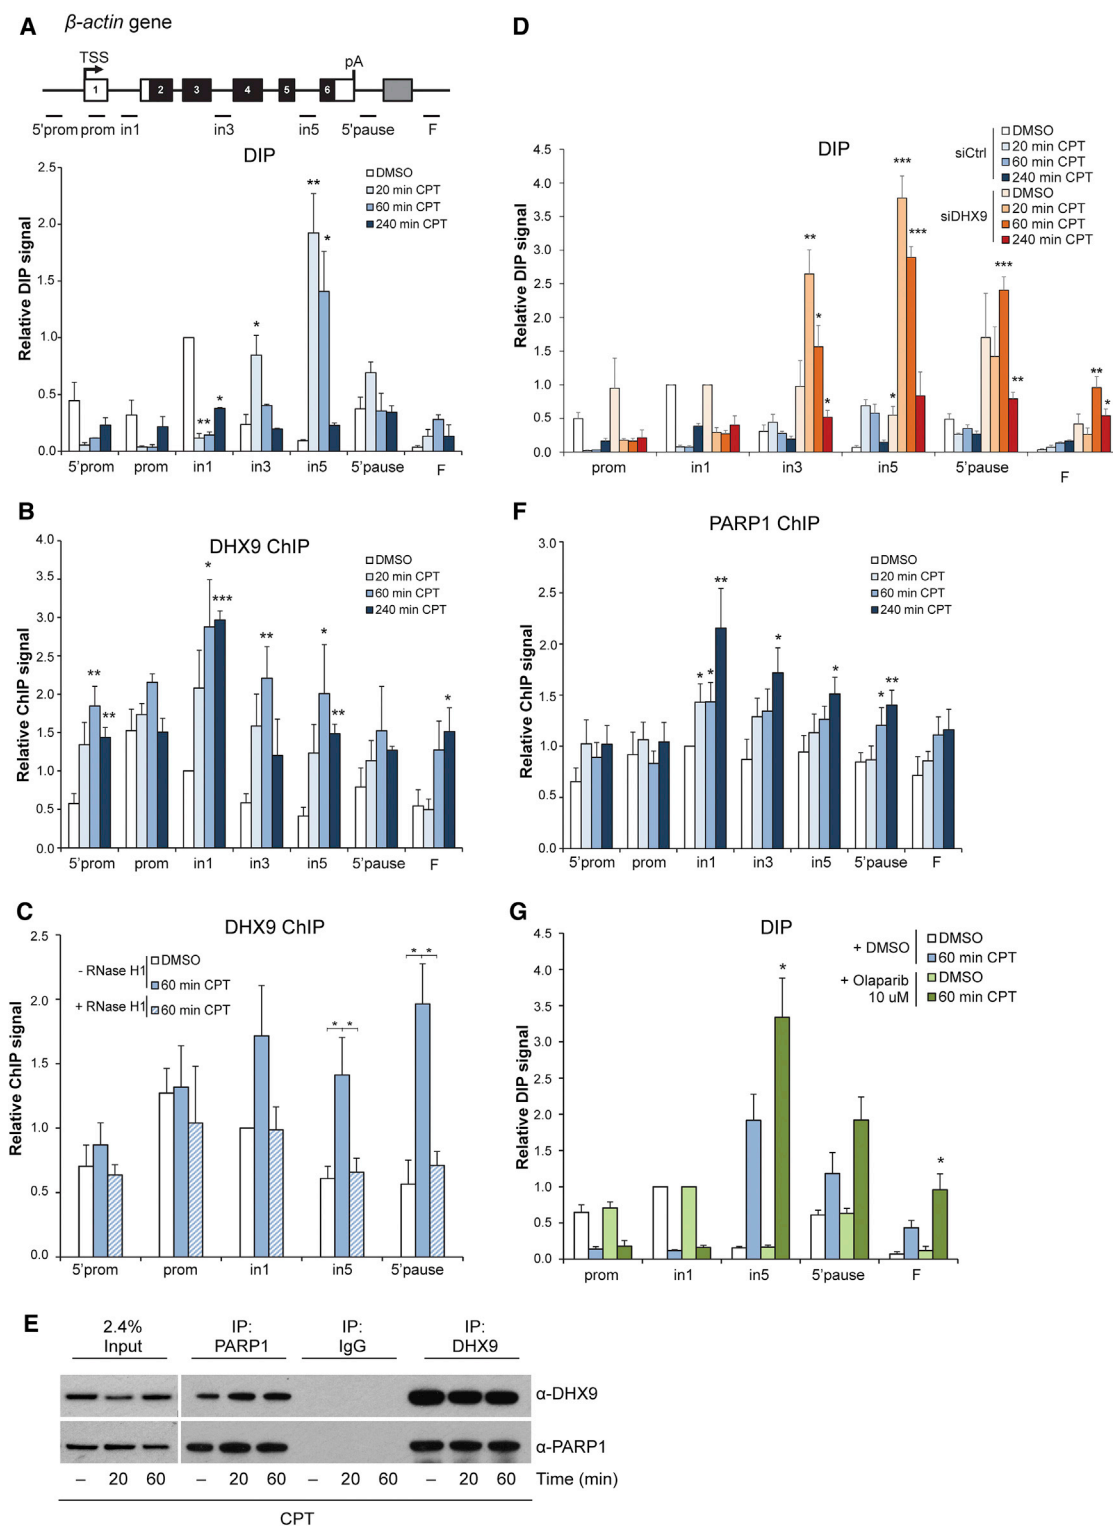 A
β-actin gene
TSS
pA
1 2 3 4 5 6
5'prom prom in1 in3 in5 5'pause F
DIP
DMSO
20 min CPT
60 min CPT
240 min CPT
Relative DIP signal
2.5
2.0
1.5
1.0
0.5
0.0
** * * ** *
*
5'prom prom in1 in3 in5 5'pause F
B
DHX9 ChIP
DMSO
20 min CPT
60 min CPT
240 min CPT
Relative ChIP signal
4.0
3.5
3.0
2.5
2.0
1.5
1.0
0.5
0.0
** ** * *** ** * ** *
5'prom prom in1 in3 in5 5'pause F
C
DHX9 ChIP
- RNase H1
DMSO
60 min CPT
+ RNase H1
60 min CPT
Relative ChIP signal
2.5
2.0
1.5
1.0
0.5
0.0
* * * *
5'prom prom in1 in5 5'pause
D
DIP
siCtrl
DMSO
20 min CPT
60 min CPT
240 min CPT
siDHX9
DMSO
20 min CPT
60 min CPT
240 min CPT
Relative DIP signal
4.5
4.0
3.5
3.0
2.5
2.0
1.5
1.0
0.5
0.0
** * * * *** *** *** ** ** *
prom in1 in3 in5 5'pause F
F
PARP1 ChIP
DMSO
20 min CPT
60 min CPT
240 min CPT
Relative ChIP signal
3.0
2.5
2.0
1.5
1.0
0.5
0.0
* * ** * * * **
5'prom prom in1 in3 in5 5'pause F
G
DIP
+ DMSO
DMSO
60 min CPT
+ Olaparib
10 uM
DMSO
60 min CPT
Relative DIP signal
4.5
4.0
3.5
3.0
2.5
2.0
1.5
1.0
0.5
0.0
* *
prom in1 in5 5'pause F
E
2.4%
Input
IP:
PARP1
IP:
IgG
IP:
DHX9
α-DHX9
α-PARP1
– 20 60 – 20 60 – 20 60 – 20 60 Time (min)
CPT